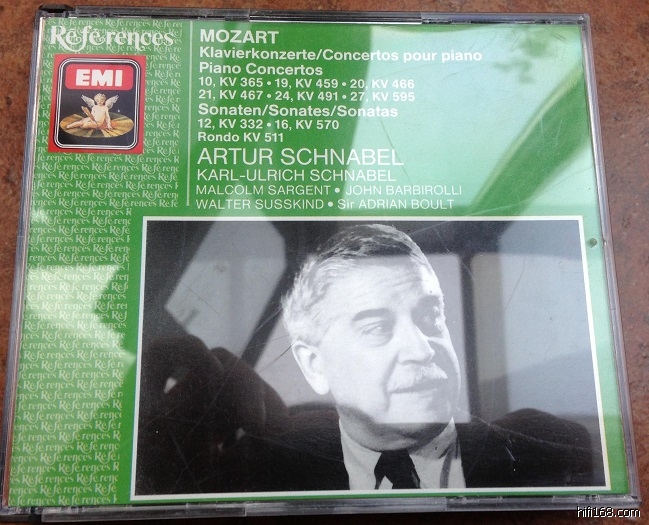 Références
EMI
MOZART
Klavierkonzerte/Concertos pour piano
Piano Concertos
10, KV 365 • 19, KV 459 • 20, KV 466
21, KV 467 • 24, KV 491 • 27, KV 595
Sonaten/Sonates/Sonatas
12, KV 332 • 16, KV 570
Rondo KV 511
ARTUR SCHNABEL
KARL-ULRICH SCHNABEL
MALCOLM SARGENT • JOHN BARBIROLLI
WALTER SUSSKIND • Sir ADRIAN BOULT
hifi168.com